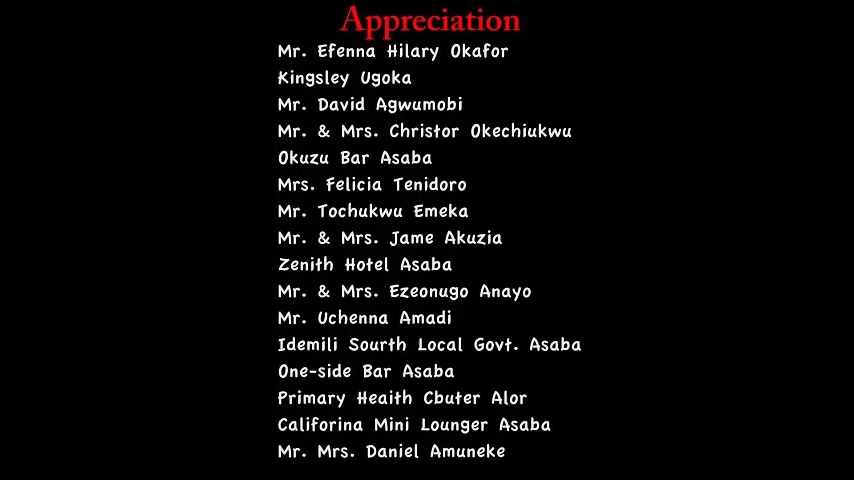 Appreciation
Mr. Efenna Hilary Okafor
Kingsley Ugoka
Mr. David Agwumobi
Mr. & Mrs. Christor Okechiukwu
Okuzu Bar Asaba
Mrs. Felicia Tenidoro
Mr. Tochukwu Emeka
Mr. & Mrs. Jame Akuzia
Zenith Hotel Asaba
Mr. & Mrs. Ezeonugo Anayo
Mr. Uchenna Amadi
Idemili Sourth Local Govt. Asaba
One-side Bar Asaba
Primary Heaith Cbuter Alor
Califorina Mini Lounger Asaba
Mr. Mrs. Daniel Amuneke